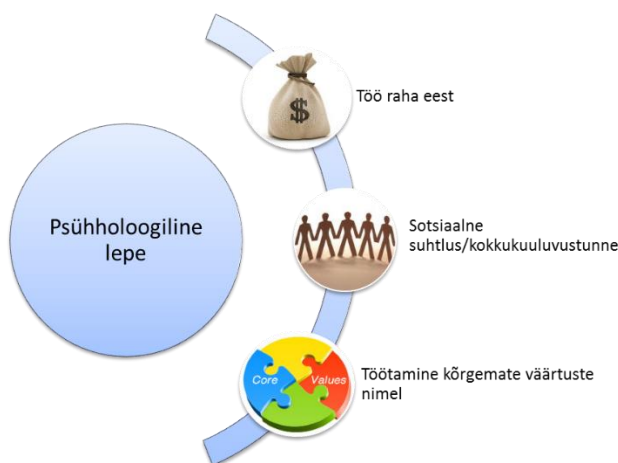 Töö raha eest
$
Psühholoogiline
lepe
Sotsiaalne
suhtlus/kokkukuuluvustunne
Core Values
Töötamine kõrgemate väärtuste
nimel